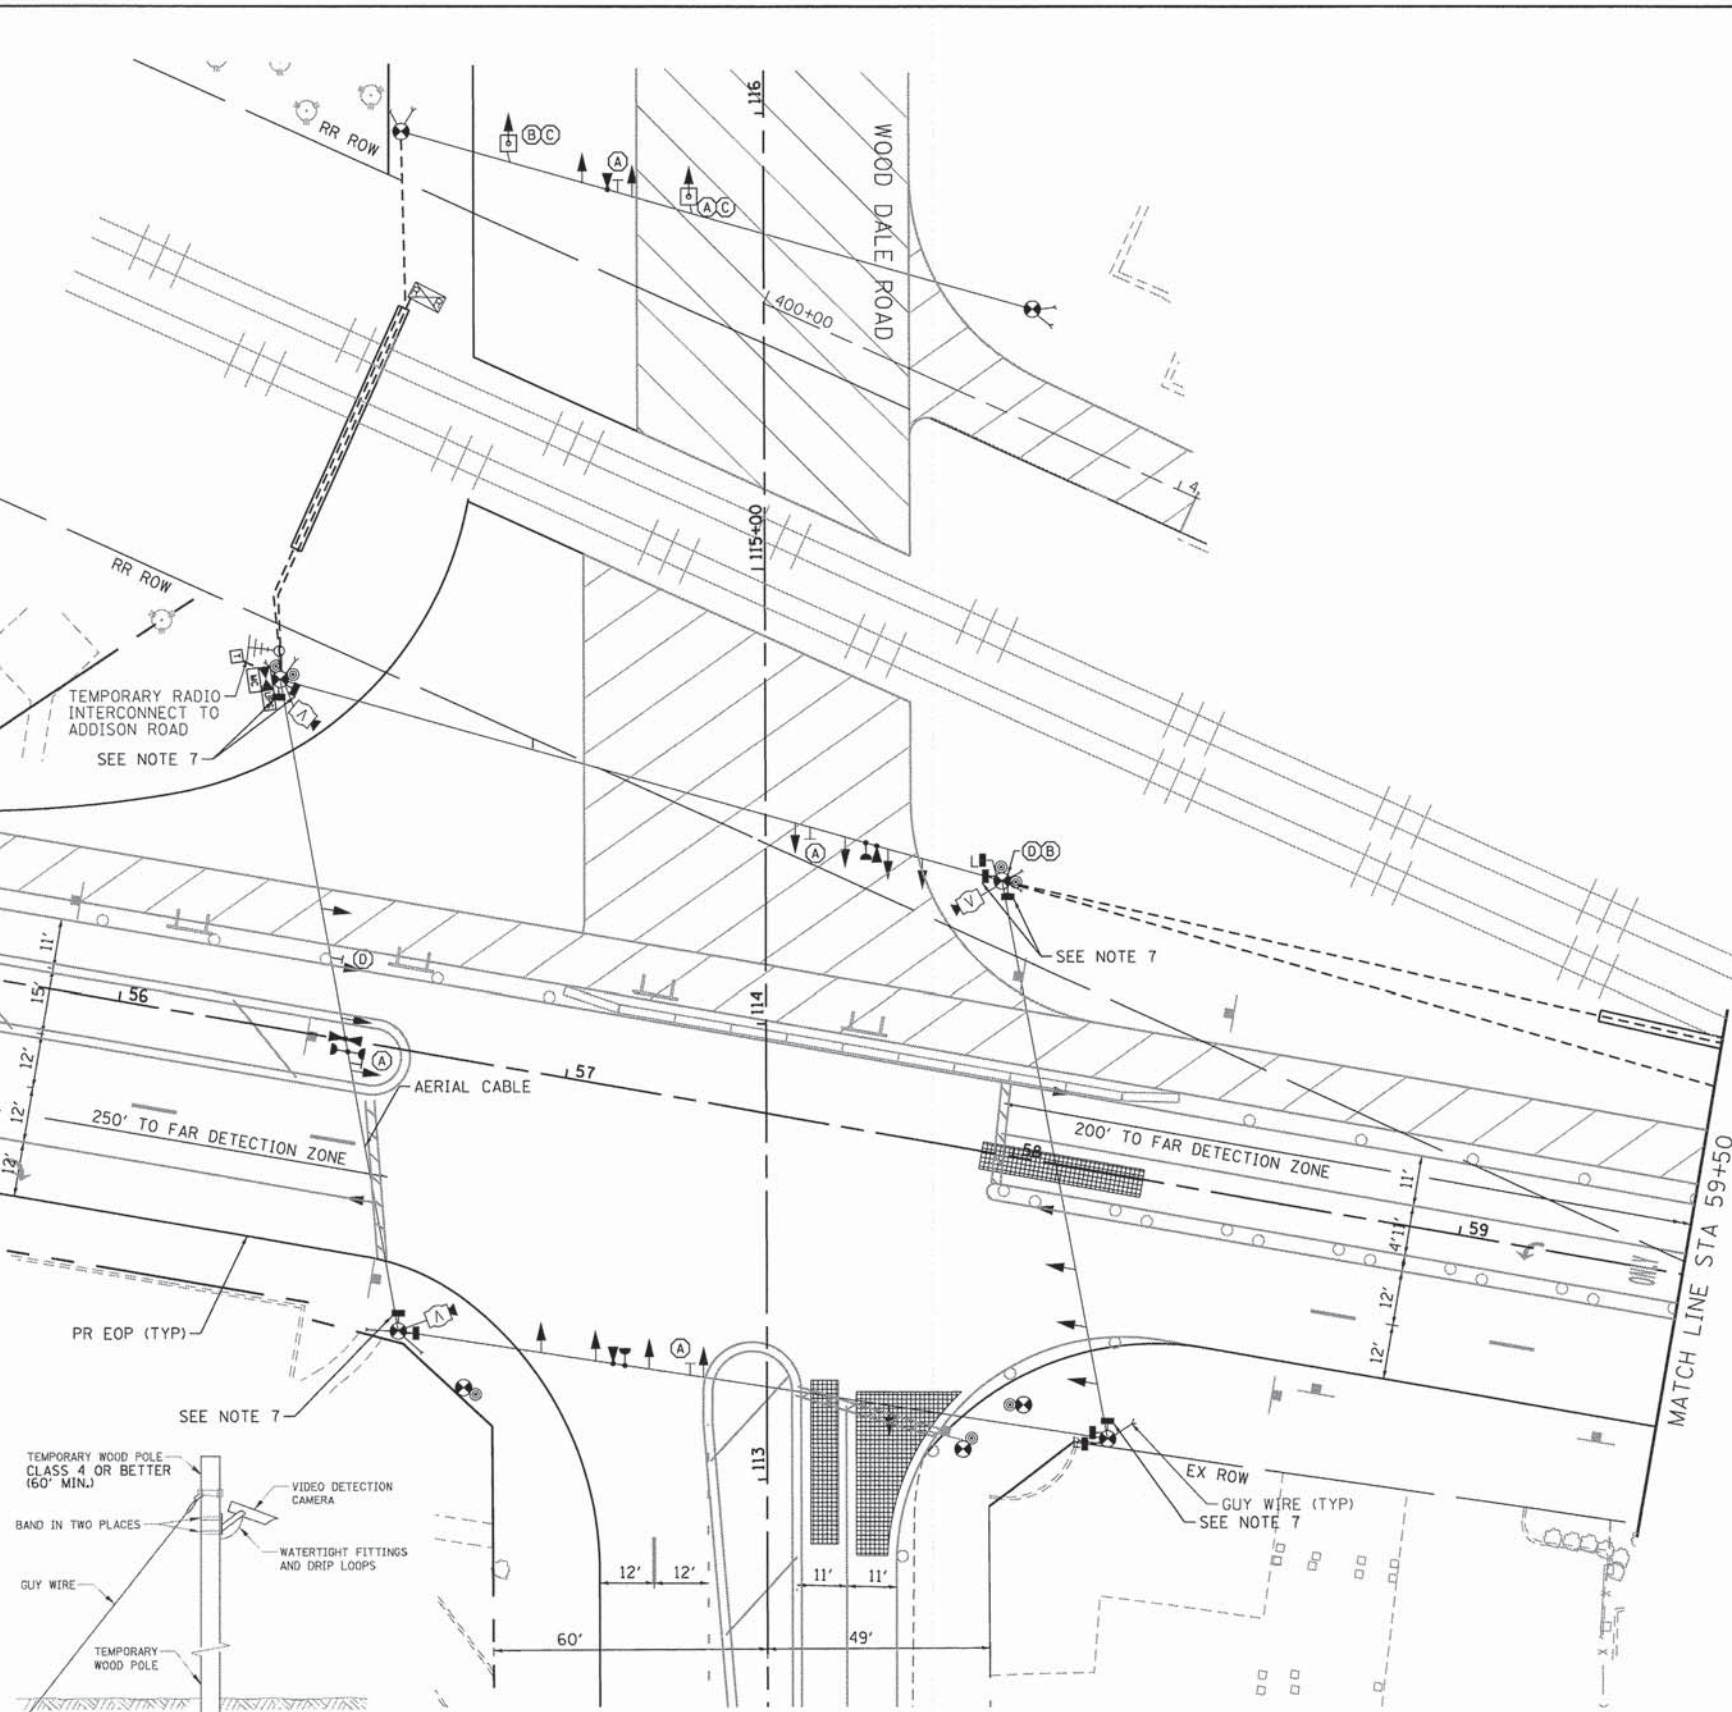 116
WOOD DALE ROAD
RR ROW
B C
A
A C
400+00
4
115+00
RR ROW
T
MC
TEMPORARY RADIO
INTERCONNECT TO
ADDISON ROAD
SEE NOTE 7
V
A
D B
L
V
SEE NOTE 7
D
11'
15'
12'
12'
12'
56
57
114
A
AERIAL CABLE
250' TO FAR DETECTION ZONE
200' TO FAR DETECTION ZONE
58
59
11'
4'
11'
12'
12'
ONLY
MATCH LINE STA 59+50
PR EOP (TYP)
V
A
SEE NOTE 7
113
EX ROW
GUY WIRE (TYP)
SEE NOTE 7
TEMPORARY WOOD POLE
CLASS 4 OR BETTER
(60' MIN.)
VIDEO DETECTION
CAMERA
BAND IN TWO PLACES
WATERTIGHT FITTINGS
AND DRIP LOOPS
GUY WIRE
TEMPORARY
WOOD POLE
12'
12'
11'
11'
60'
49'